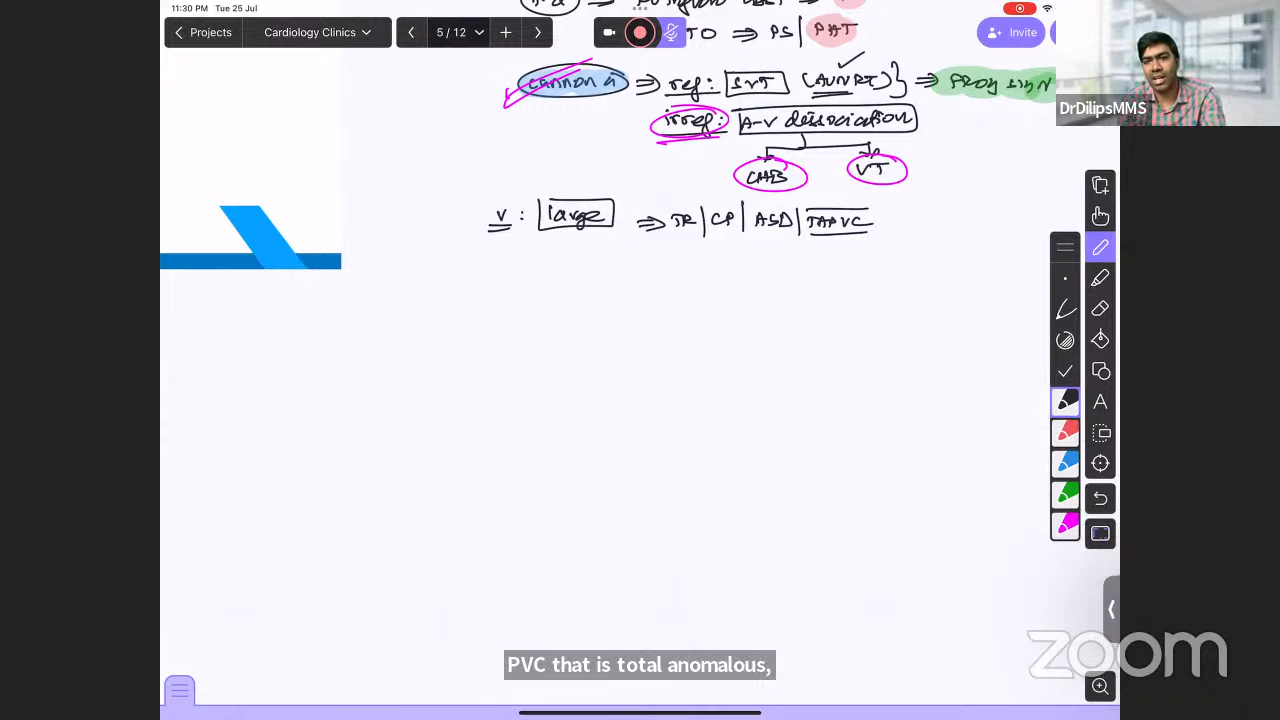 11:30 PM Tue 25 Jul
Projects Cardiology Clinics 5 / 12 Invite
TO ⇒ PS | PAT
DrDilipsMMS
cannon a ⇒ reg: SVT (AVNRT)} ⇒ FROG SIGN
irreg: A-V dissociation
CHB VT
v : large ⇒ TR | CP | ASD | TAPVC
A
PVC that is total anomalous,
zoom